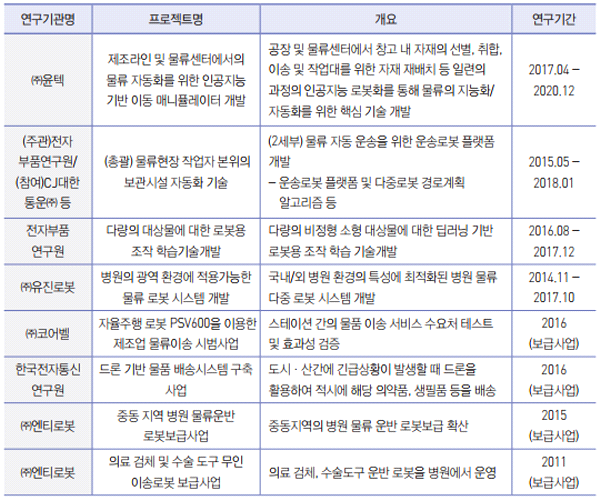 연구기관명 프로젝트명 개요 연구기간
㈜윤텍
제조라인 및 물류센터에서의
물류 자동화를 위한 인공지능
기반 이동 매니퓰레이터 개발
공장 및 물류센터에서 창고 내 자재의 선별, 취합,
이송 및 작업대를 위한 자재 재배치 등 일련의
과정의 인공지능 로봇화를 통해 물류의 지능화/
자동화를 위한 핵심 기술 개발
2017.04 –
2020.12
(주관)전자
부품연구원/
(참여)CJ대한
통운㈜ 등
(총괄) 물류현장 작업자 본위의
보관시설 자동화 기술
(2세부) 물류 자동 운송을 위한 운송로봇 플랫폼
개발
– 운송로봇 플랫폼 및 다중로봇 경로계획
알고리즘 등
2015.05 –
2018.01
전자부품
연구원
다량의 대상물에 대한 로봇용
조작 학습기술개발
다량의 비정형 소형 대상물에 대한 딥러닝 기반
로봇용 조작 학습 기술개발
2016.08 –
2017.12
㈜유진로봇
병원의 광역 환경에 적용가능한
물류 로봇 시스템 개발
국내/외 병원 환경의 특성에 최적화된 병원 물류
다중 로봇 시스템 개발
2014.11 –
2017.10
㈜코어벨
자율주행 로봇 PSV600을 이용한
제조업 물류이송 시범사업
스테이션 간의 물품 이송 서비스 수요처 테스트
및 효과성 검증
2016
(보급사업)
한국전자통신
연구원
드론 기반 물품 배송시스템 구축
사업
도시ㆍ산간에 긴급상황이 발생할 때 드론을
활용하여 적시에 해당 의약품, 생필품 등을 배송
2016
(보급사업)
㈜엔티로봇
중동 지역 병원 물류운반
로봇보급사업
중동지역의 병원 물류 운반 로봇보급 확산
2015
(보급사업)
㈜엔티로봇
의료 검체 및 수술 도구 무인
이송로봇 보급사업
의료 검체, 수술도구 운반 로봇을 병원에서 운영
2011
(보급사업)